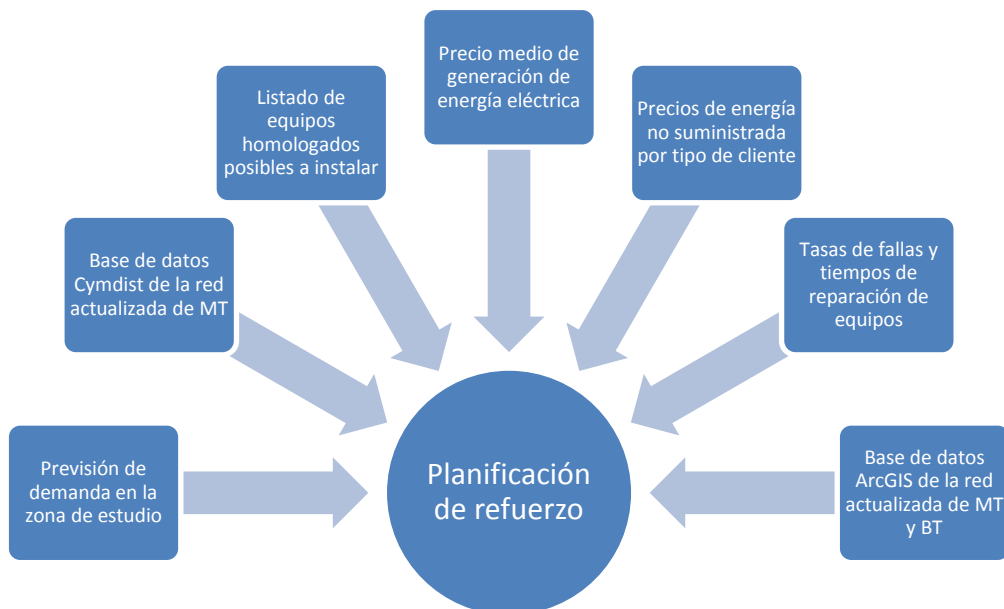 Previsión de
demanda en la
zona de estudio
Base de datos
Cymdist de la red
actualizada de MT
Listado de
equipos
homologados
posibles a instalar
Precio medio de
generación de
energía eléctrica
Precios de energía
no suministrada
por tipo de cliente
Tasas de fallas y
tiempos de
reparación de
equipos
Base de datos
ArcGIS de la red
actualizada de MT
y BT
Planificación
de refuerzo